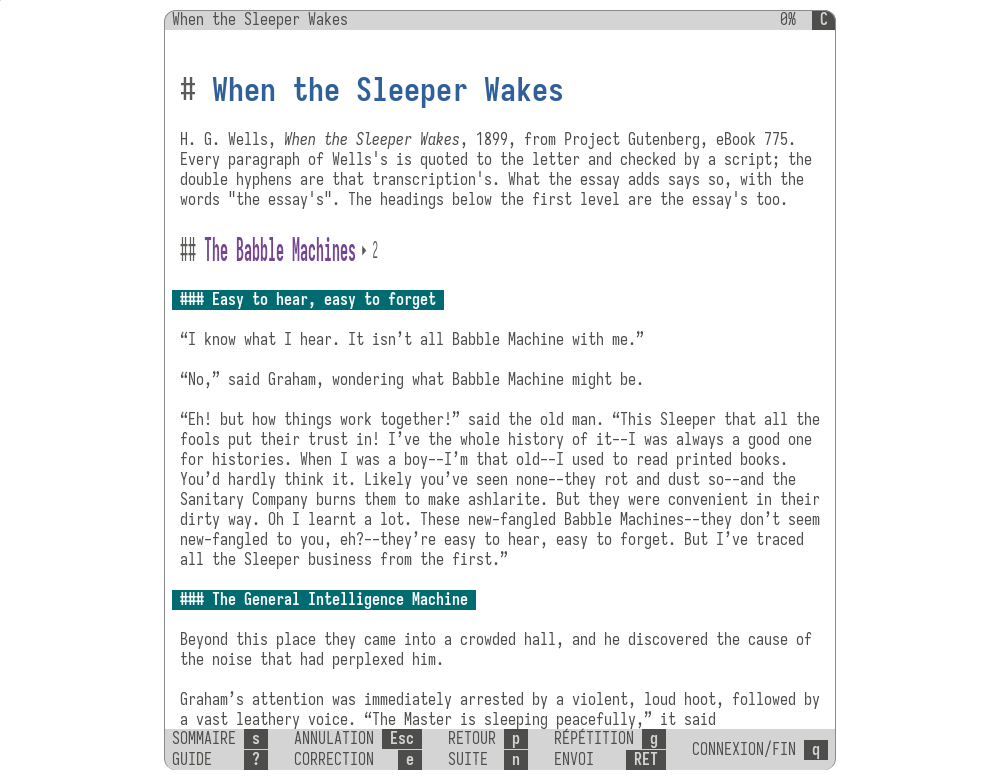 When the Sleeper Wakes 0% C
# When the Sleeper Wakes
H. G. Wells, When the Sleeper Wakes, 1899, from Project Gutenberg, eBook 775.
Every paragraph of Wells's is quoted to the letter and checked by a script; the
double hyphens are that transcription's. What the essay adds says so, with the
words "the essay's". The headings below the first level are the essay's too.
## The Babble Machines ▸ 2
### Easy to hear, easy to forget
“I know what I hear. It isn’t all Babble Machine with me.”
“No,” said Graham, wondering what Babble Machine might be.
“Eh! but how things work together!” said the old man. “This Sleeper that all the
fools put their trust in! I’ve the whole history of it--I was always a good one
for histories. When I was a boy--I’m that old--I used to read printed books.
You’d hardly think it. Likely you’ve seen none--they rot and dust so--and the
Sanitary Company burns them to make ashlarite. But they were convenient in their
dirty way. Oh I learnt a lot. These new-fangled Babble Machines--they don’t seem
new-fangled to you, eh?--they’re easy to hear, easy to forget. But I’ve traced
all the Sleeper business from the first.”
### The General Intelligence Machine
Beyond this place they came into a crowded hall, and he discovered the cause of
the noise that had perplexed him.
Graham’s attention was immediately arrested by a violent, loud hoot, followed by
a vast leathery voice. “The Master is sleeping peacefully,” it said
SOMMAIRE s ANNULATION Esc RETOUR p RÉPÉTITION g CONNEXION/FIN q
GUIDE ? CORRECTION e SUITE n ENVOI RET